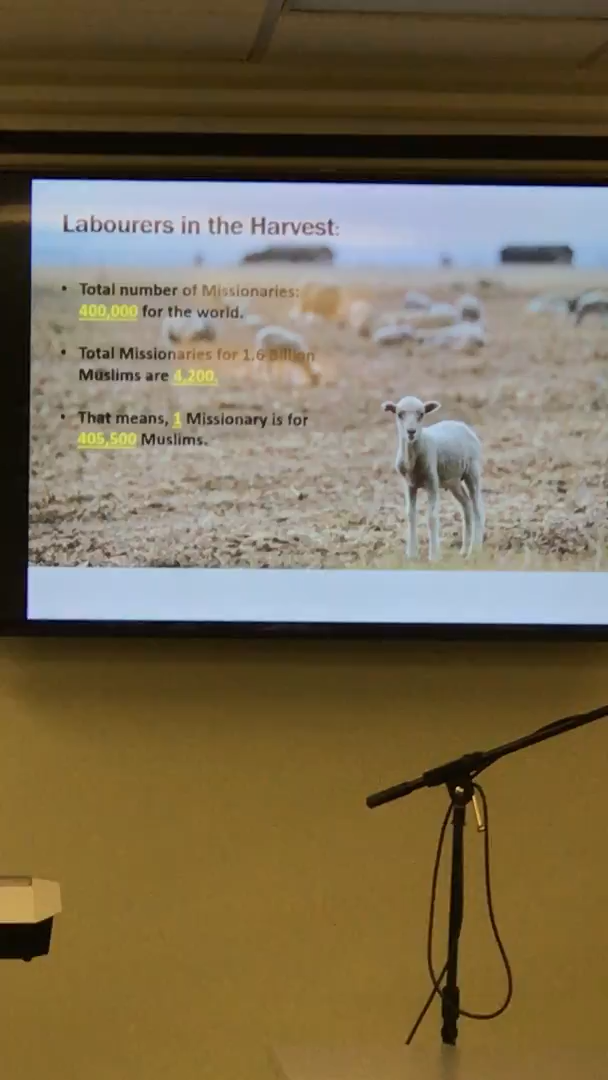 Labourers in the Harvest:
• Total number of Missionaries:
400,000 for the world.
• Total Missionaries for 1.6 Billion
Muslims are 4,200.
• That means, 1 Missionary is for
405,500 Muslims.